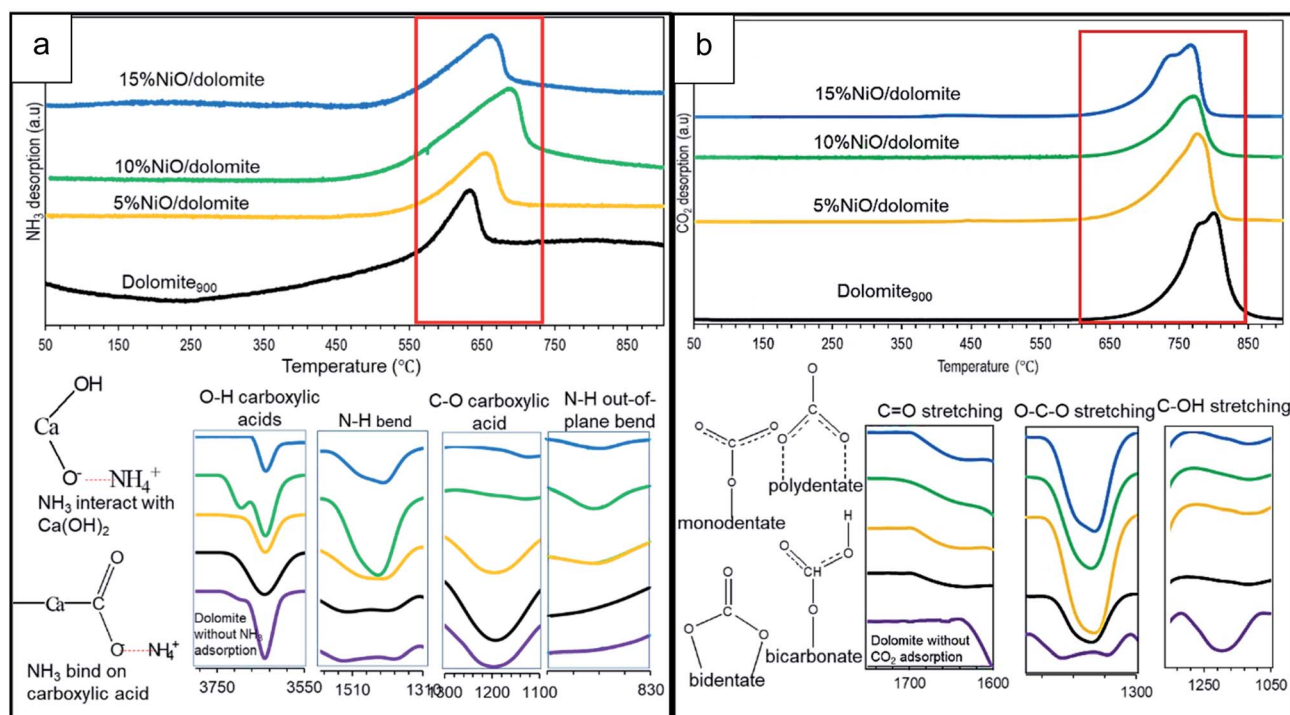 a
NH₃ desorption (a.u)
15%NiO/dolomite
10%NiO/dolomite
5%NiO/dolomite
Dolomite₉₀₀
50 150 250 350 450 550 650 750 850
Temperature (℃)
OH
Ca
O⁻ NH₄⁺
NH₃ interact with
Ca(OH)₂
O
Ca C
O⁻ NH₄⁺
NH₃ bind on
carboxylic acid
O-H carboxylic
acids
N-H bend
C-O carboxylic
acid
N-H out-of-
plane bend
Dolomite
without NH₃
adsorption
3750 3550
1510 1310
1300 1200 1100
830
b
CO₂ desorption (a.u)
15%NiO/dolomite
10%NiO/dolomite
5%NiO/dolomite
Dolomite₉₀₀
50 150 250 350 450 550 650 750 850
Temperature (℃)
O O
C
O
monodentate
O
C
O O
polydentate
O
C
O O
bidentate
H
O O
CH
O
bicarbonate
C=O stretching
O-C-O stretching
C-OH stretching
Dolomite without
CO₂ adsorption
1700 1600
1300
1250 1050